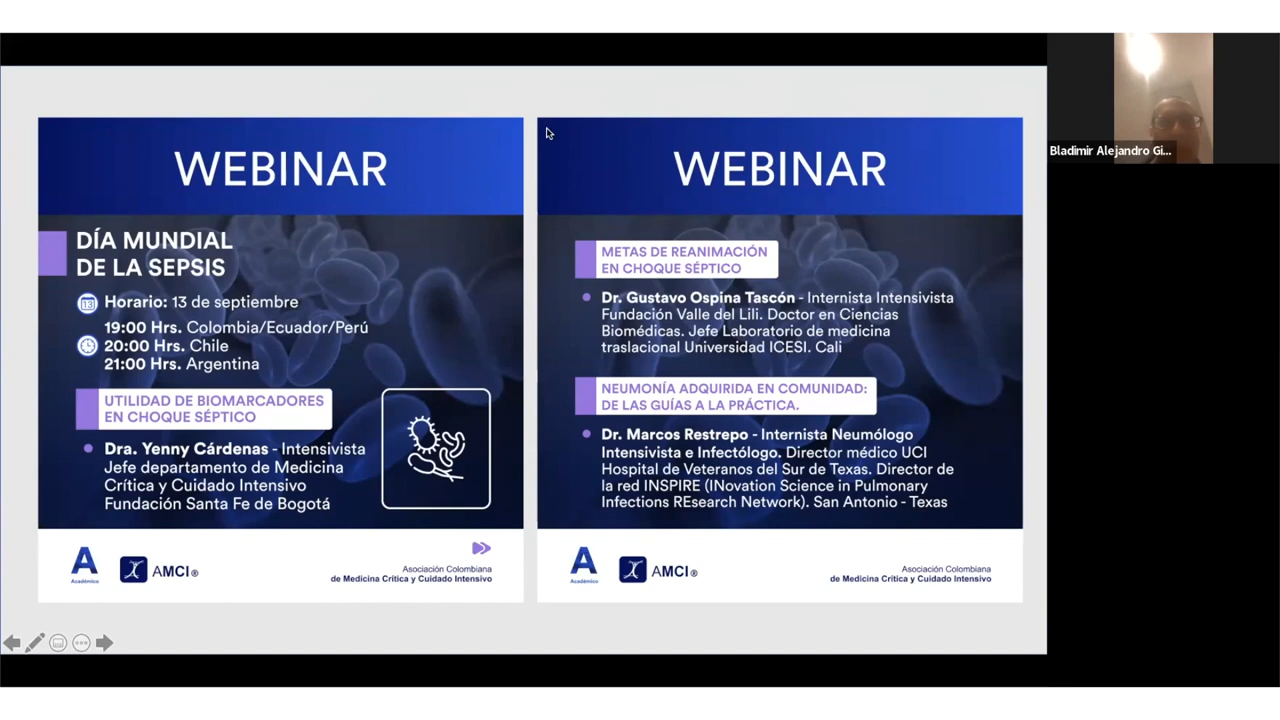 WEBINAR
DÍA MUNDIAL
DE LA SEPSIS
13
Horario: 13 de septiembre
19:00 Hrs. Colombia/Ecuador/Perú
20:00 Hrs. Chile
21:00 Hrs. Argentina
UTILIDAD DE BIOMARCADORES
EN CHOQUE SÉPTICO
Dra. Yenny Cárdenas - Intensivista
Jefe departamento de Medicina
Crítica y Cuidado Intensivo
Fundación Santa Fe de Bogotá
A
Académico
AMCI®
Asociación Colombiana
de Medicina Crítica y Cuidado Intensivo
WEBINAR
METAS DE REANIMACIÓN
EN CHOQUE SÉPTICO
Dr. Gustavo Ospina Tascón - Internista Intensivista
Fundación Valle del Lili. Doctor en Ciencias
Biomédicas. Jefe Laboratorio de medicina
traslacional Universidad ICESI. Cali
NEUMONÍA ADQUIRIDA EN COMUNIDAD:
DE LAS GUÍAS A LA PRÁCTICA.
Dr. Marcos Restrepo - Internista Neumólogo
Intensivista e Infectólogo. Director médico UCI
Hospital de Veteranos del Sur de Texas. Director de
la red INSPIRE (INovation Science in Pulmonary
Infections REsearch Network). San Antonio - Texas
A
Académico
AMCI®
Asociación Colombiana
de Medicina Crítica y Cuidado Intensivo
Bladimir Alejandro Gi...